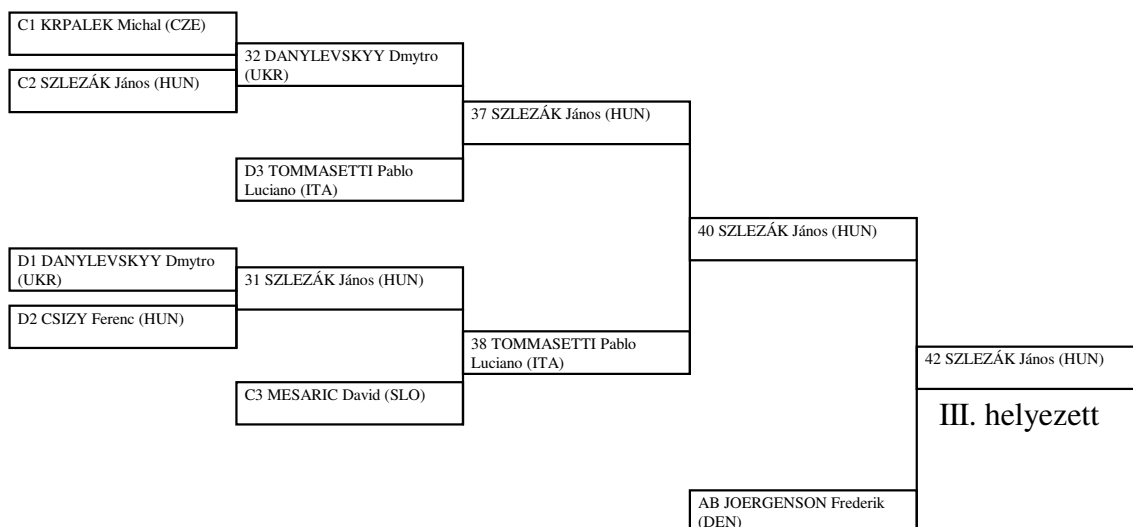 C1 KRPALEK Michal (CZE)
C2 SZLEZÁK János (HUN)
32 DANYLEVSKYY Dmytro
(UKR)
37 SZLEZÁK János (HUN)
D3 TOMMASETTI Pablo
Luciano (ITA)
40 SZLEZÁK János (HUN)
D1 DANYLEVSKYY Dmytro
(UKR)
31 SZLEZÁK János (HUN)
D2 CSIZY Ferenc (HUN)
38 TOMMASETTI Pablo
Luciano (ITA)
C3 MESARIC David (SLO)
42 SZLEZÁK János (HUN)
III. helyezett
AB JOERGENSON Frederik
(DEN)